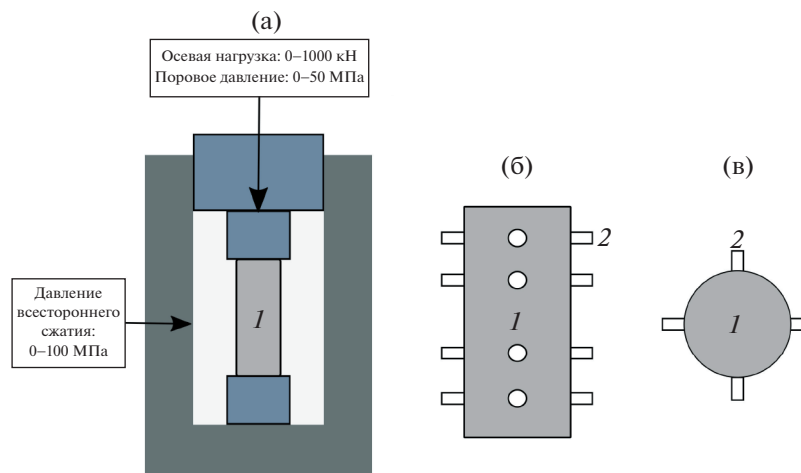 (а)
Осевая нагрузка: 0–1000 кН
Поровое давление: 0–50 МПа
Давление
всестороннего
сжатия:
0–100 МПа
1
(б)
2
1
(в)
2
1